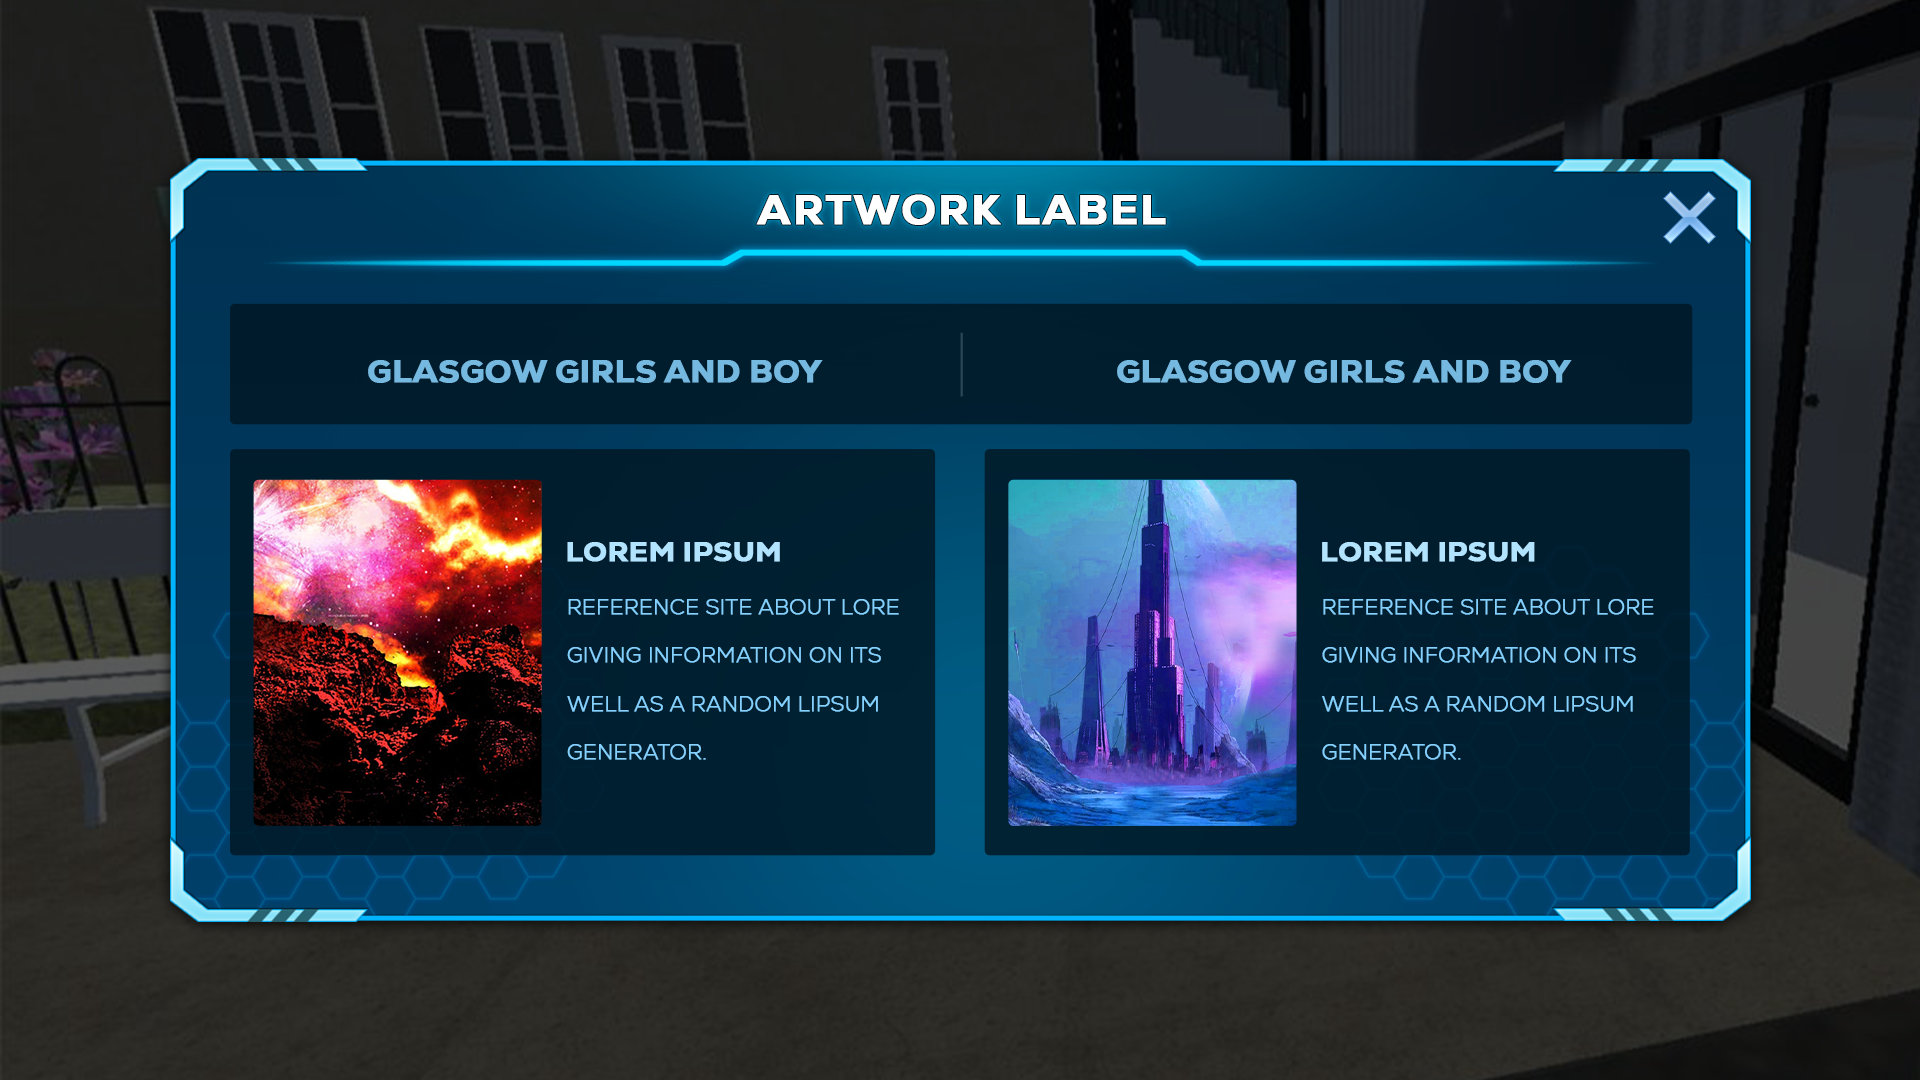 ARTWORK LABEL
GLASGOW GIRLS AND BOY
GLASGOW GIRLS AND BOY
LOREM IPSUM
REFERENCE SITE ABOUT LORE
GIVING INFORMATION ON ITS
WELL AS A RANDOM LIPSUM
GENERATOR.
LOREM IPSUM
REFERENCE SITE ABOUT LORE
GIVING INFORMATION ON ITS
WELL AS A RANDOM LIPSUM
GENERATOR.